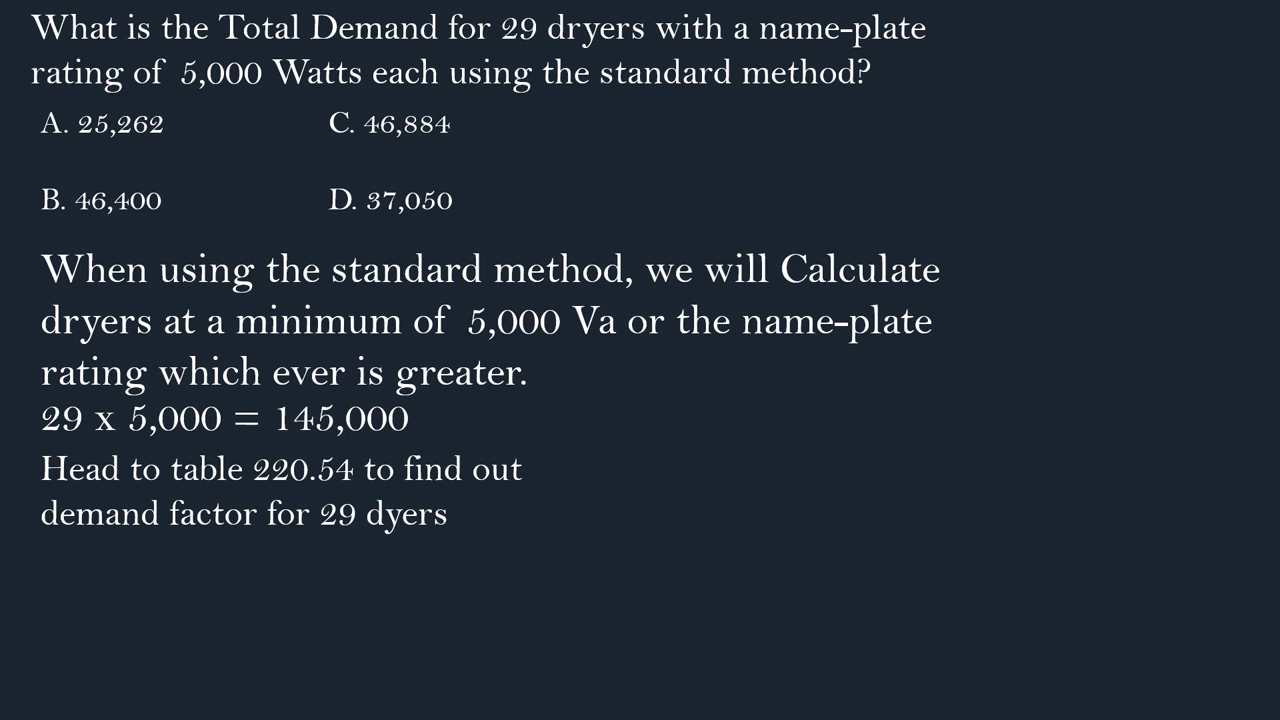 What is the Total Demand for 29 dryers with a name-plate
rating of 5,000 Watts each using the standard method?
A. 25,262
C. 46,884
B. 46,400
D. 37,050
When using the standard method, we will Calculate
dryers at a minimum of 5,000 Va or the name-plate
rating which ever is greater.
29 x 5,000 = 145,000
Head to table 220.54 to find out
demand factor for 29 dyers